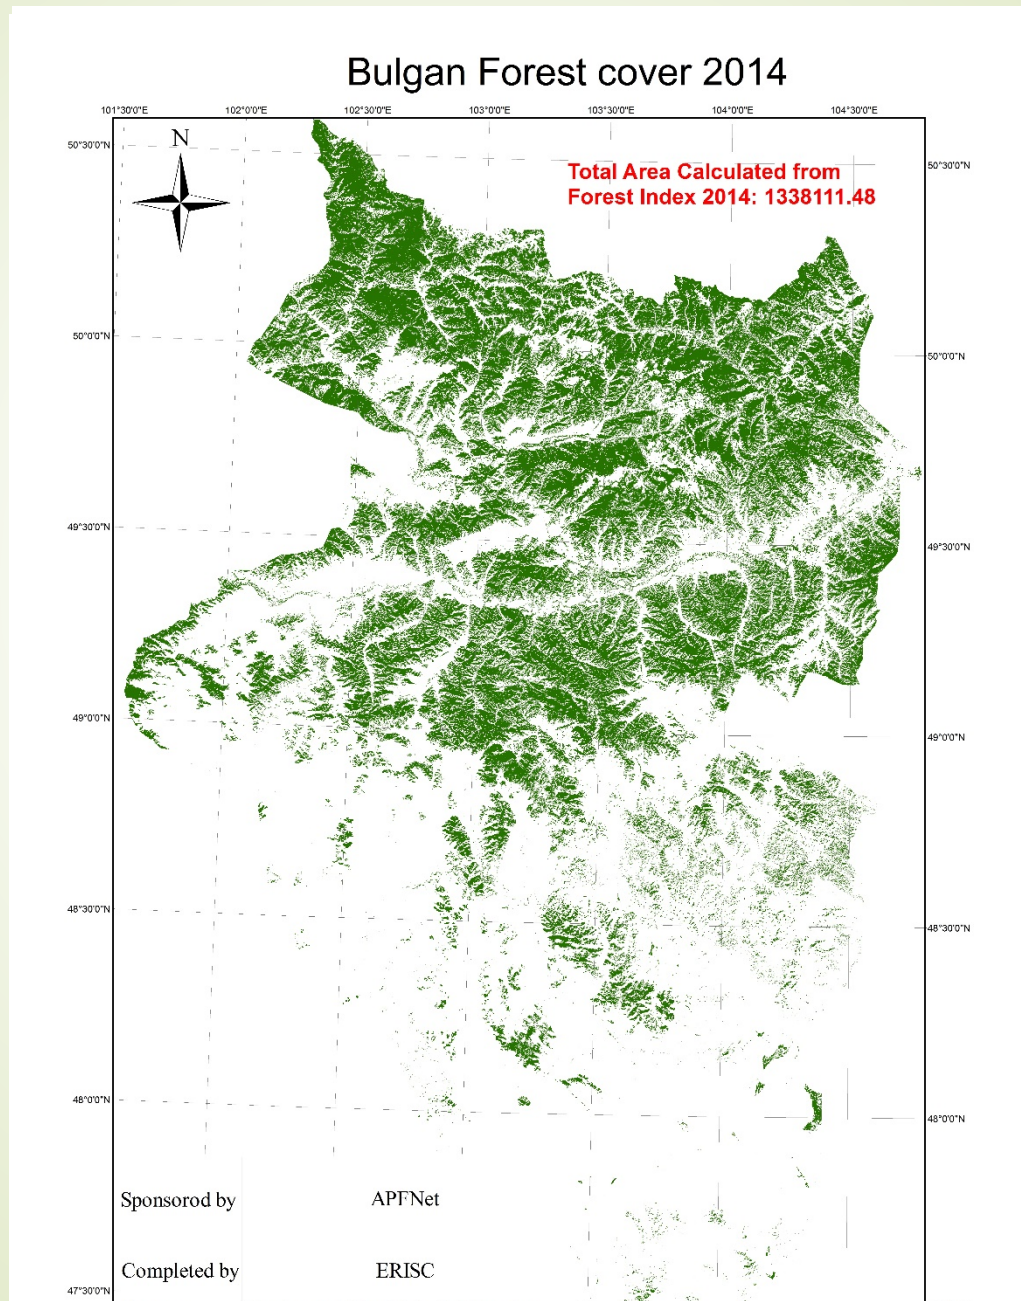 Bulgan Forest cover 2014
101°30'0"E 102°0'0"E 102°30'0"E 103°0'0"E 103°30'0"E 104°0'0"E 104°30'0"E
N
50°30'0"N
50°30'0"N
Total Area Calculated from
Forest Index 2014: 1338111.48
50°0'0"N
50°0'0"N
49°30'0"N
49°30'0"N
49°0'0"N
49°0'0"N
48°30'0"N
48°30'0"N
48°0'0"N
48°0'0"N
Sponsorod by APFNet
Completed by ERISC
47°30'0"N